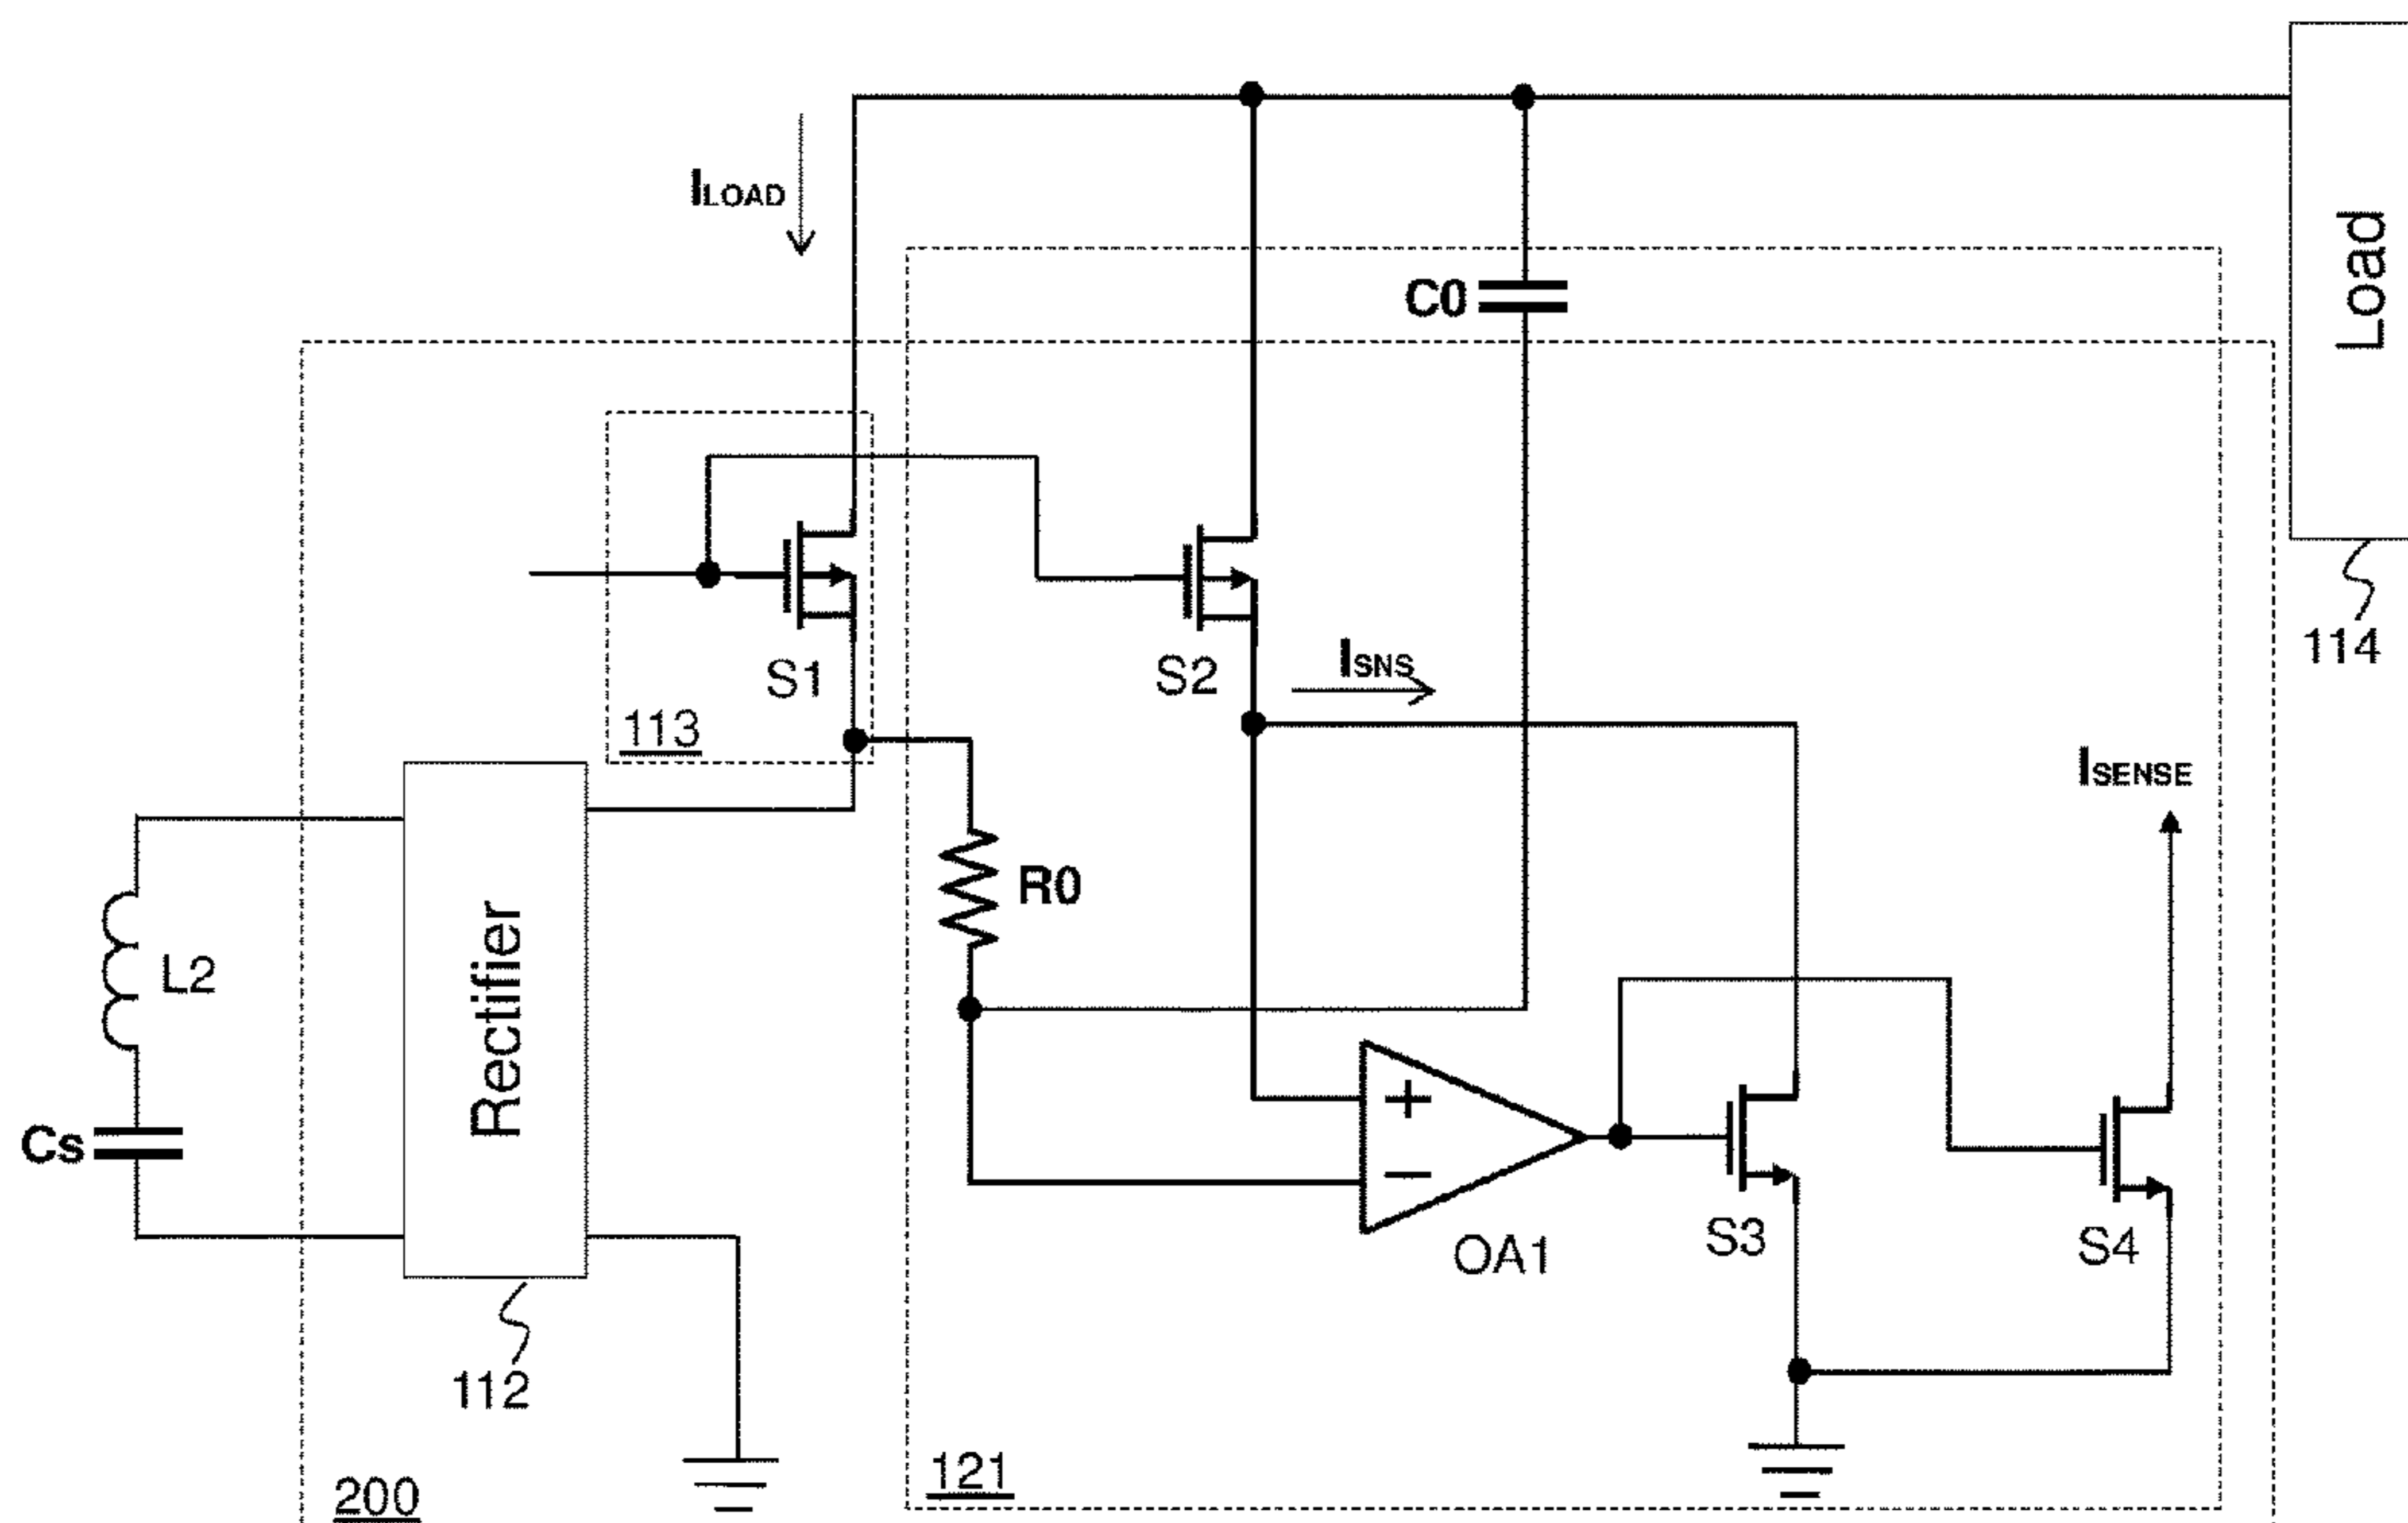 ILOAD
C0
Load
114
S1
S2
ISNS
113
ISENSE
R0
L2
Rectifier
Cs
+
−
OA1
S3
S4
112
121
200